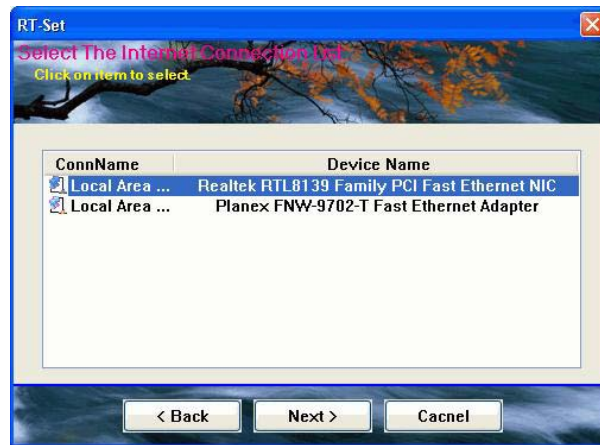 RT-Set
Select The Internet Connection List
Click on item to select.
ConnName Device Name
Local Area ... Realtek RTL8139 Family PCI Fast Ethernet NIC
Local Area ... Planex FNW-9702-T Fast Ethernet Adapter
< Back Next > Cacnel